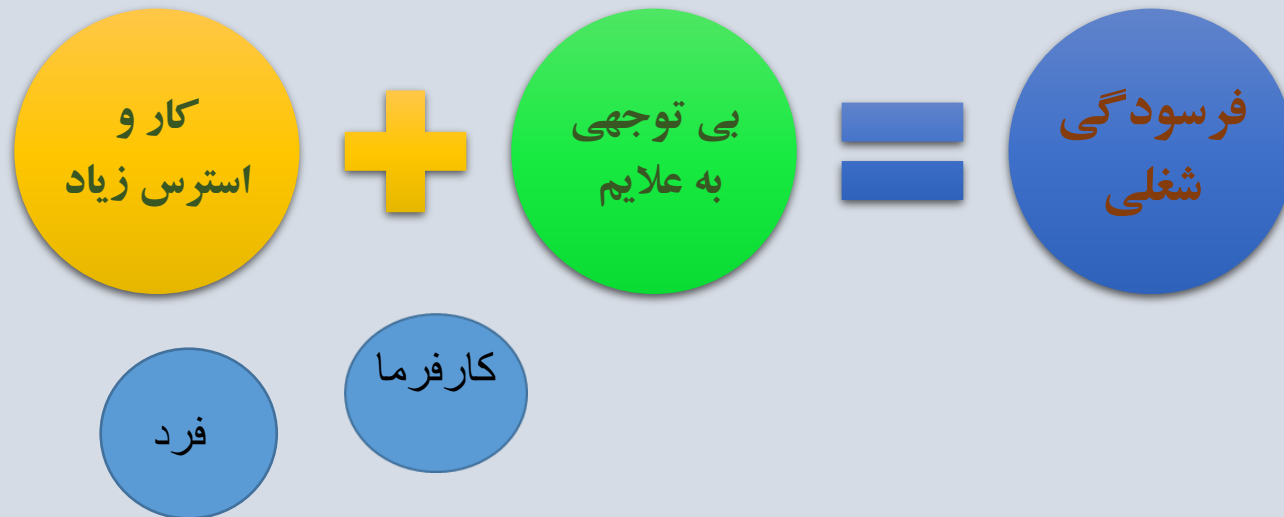 کار و
استرس زیاد
بی توجهی
به علایم
فرسودگی
شغلی
کارفرما
فرد